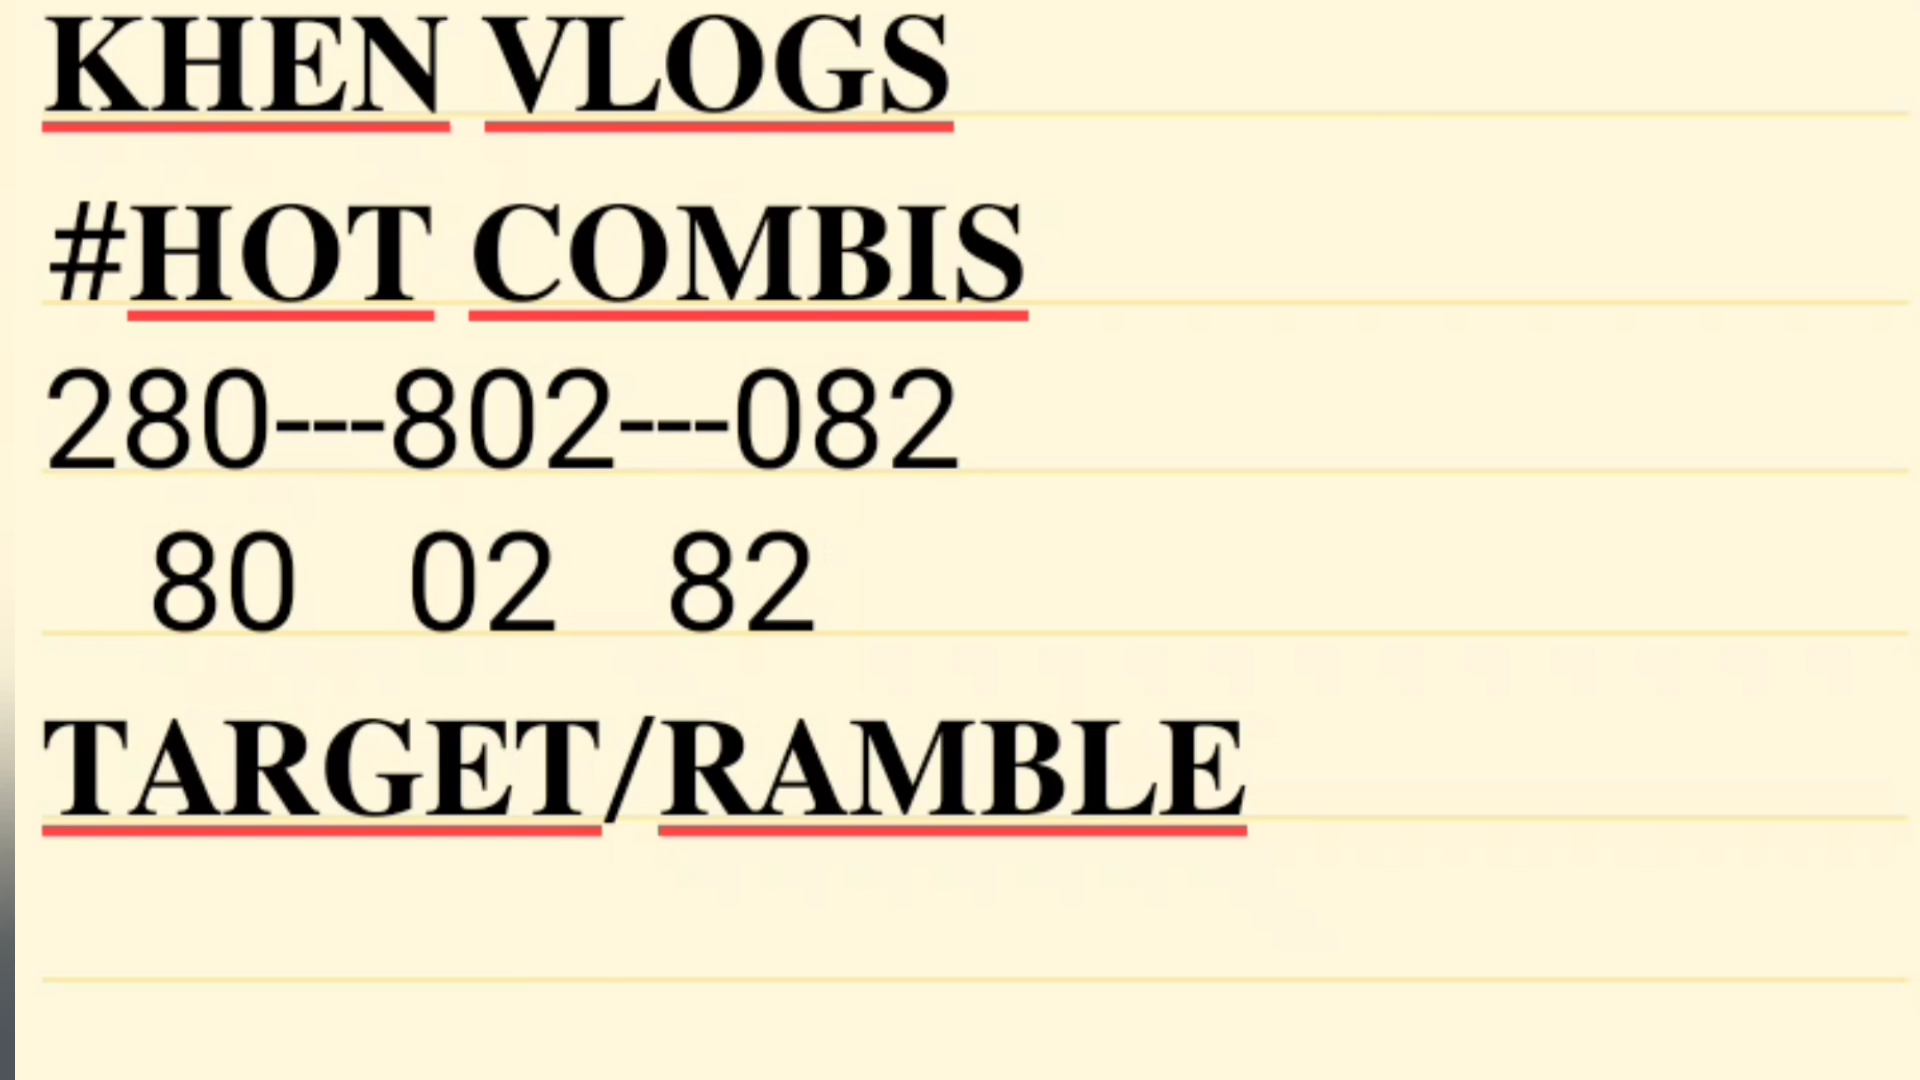 KHEN VLOGS
#HOT COMBIS
280---802---082
80 02 82
TARGET/RAMBLE